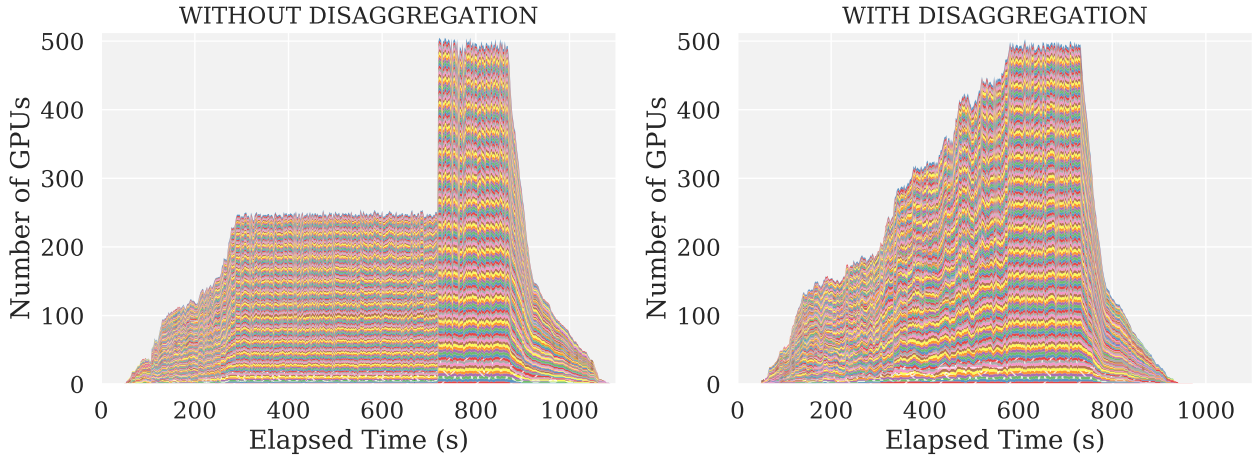 WITHOUT DISAGGREGATION
Number of GPUs
500
400
300
200
100
0
0 200 400 600 800 1000
Elapsed Time (s)
WITH DISAGGREGATION
Number of GPUs
500
400
300
200
100
0
0 200 400 600 800 1000
Elapsed Time (s)